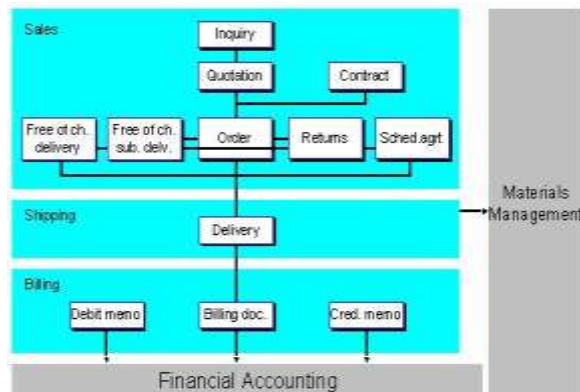 Sales
Inquiry
Quotation
Contract
Free of ch.
delivery
Free of ch.
sub. delv.
Order
Returns
Sched.agrt.
Materials
Management
Shipping
Delivery
Billing
Debit memo
Billing doc.
Cred. memo
Financial Accounting